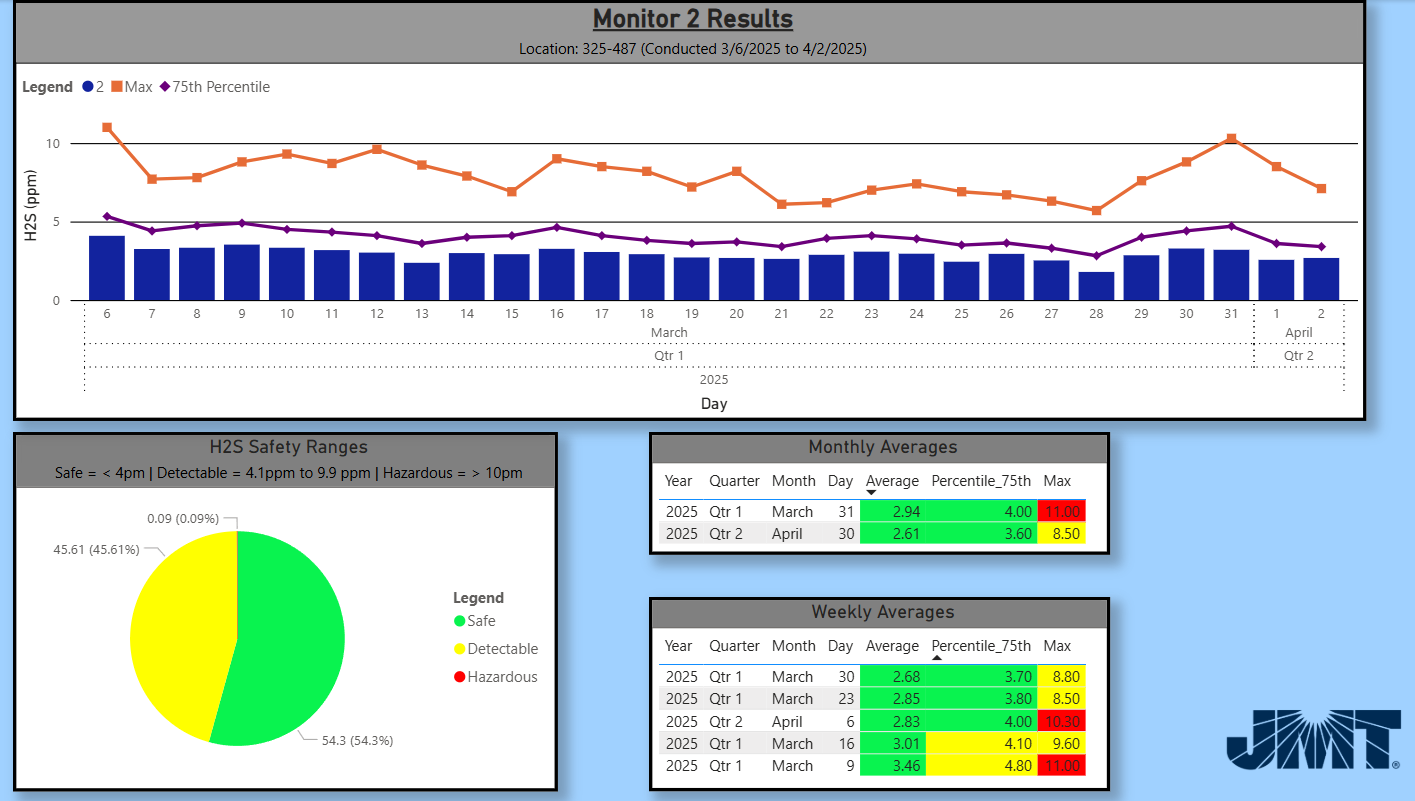 Monitor 2 Results
Location: 325-487 (Conducted 3/6/2025 to 4/2/2025)
Legend 2 Max 75th Percentile
H2S (ppm)
10
5
0
6 7 8 9 10 11 12 13 14 15 16 17 18 19 20 21 22 23 24 25 26 27 28 29 30 31 1 2
March April
Qtr 1 Qtr 2
2025
Day
H2S Safety Ranges
Safe = < 4pm | Detectable = 4.1ppm to 9.9 ppm | Hazardous = > 10pm
0.09 (0.09%)
45.61 (45.61%)
54.3 (54.3%)
Legend
Safe
Detectable
Hazardous
Monthly Averages
Year Quarter Month Day Average Percentile_75th Max
2025 Qtr 1 March 31 2.94 4.00 11.00
2025 Qtr 2 April 30 2.61 3.60 8.50
Weekly Averages
Year Quarter Month Day Average Percentile_75th Max
2025 Qtr 1 March 30 2.68 3.70 8.80
2025 Qtr 1 March 23 2.85 3.80 8.50
2025 Qtr 2 April 6 2.83 4.00 10.30
2025 Qtr 1 March 16 3.01 4.10 9.60
2025 Qtr 1 March 9 3.46 4.80 11.00
JMT®